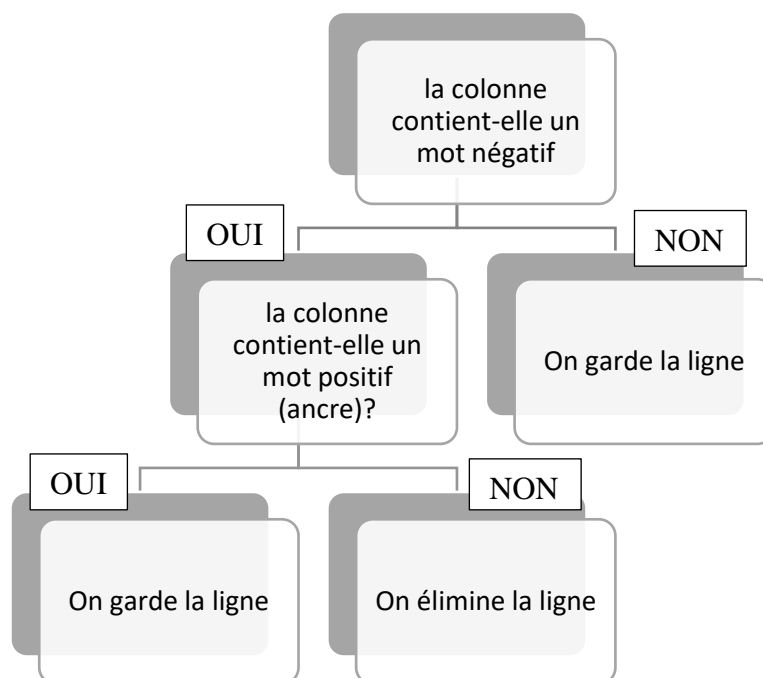 la colonne
contient-elle un
mot négatif
OUI
NON
la colonne
contient-elle un
mot positif
(ancre)?
On garde la ligne
OUI
NON
On garde la ligne
On élimine la ligne